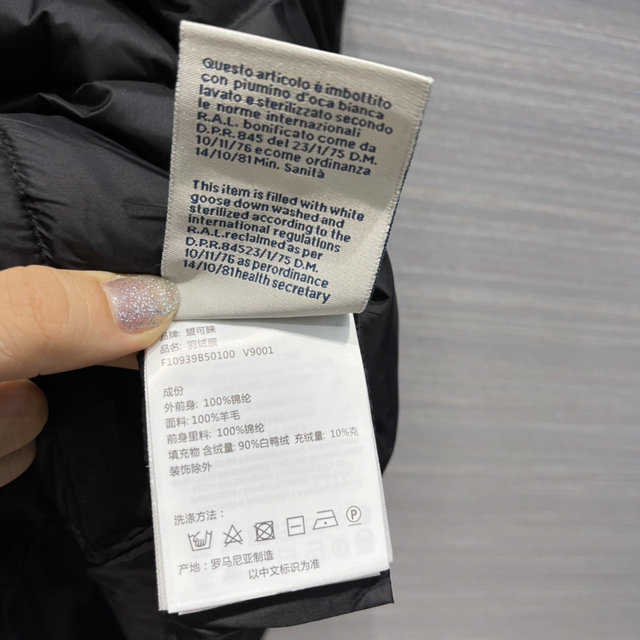 Questo articolo è imbottito
con piumino d'oca bianca
lavato e sterilizzato secondo
le norme internazionali
R.A.L. bonificato come da
D.P.R. 845 del 23/1/75 D.M.
10/11/76 e come ordinanza
14/10/81 Min. Sanità
This item is filled with white
goose down washed and
sterilized according to the
international regulations
R.A.L. reclaimed as per
D.P.R.84523/1/75 D.M.
10/11/76 as perordinance
14/10/81health secretary
品牌: 盟可睐
品名: 羽绒服
F10939B50100 V9001
成份
外前身: 100%锦纶
面料: 100%羊毛
前身里料: 100%锦纶
填充物 含绒量: 90%白鸭绒 充绒量: 10%克
装饰除外
洗涤方法:
产地: 罗马尼亚制造
以中文标识为准